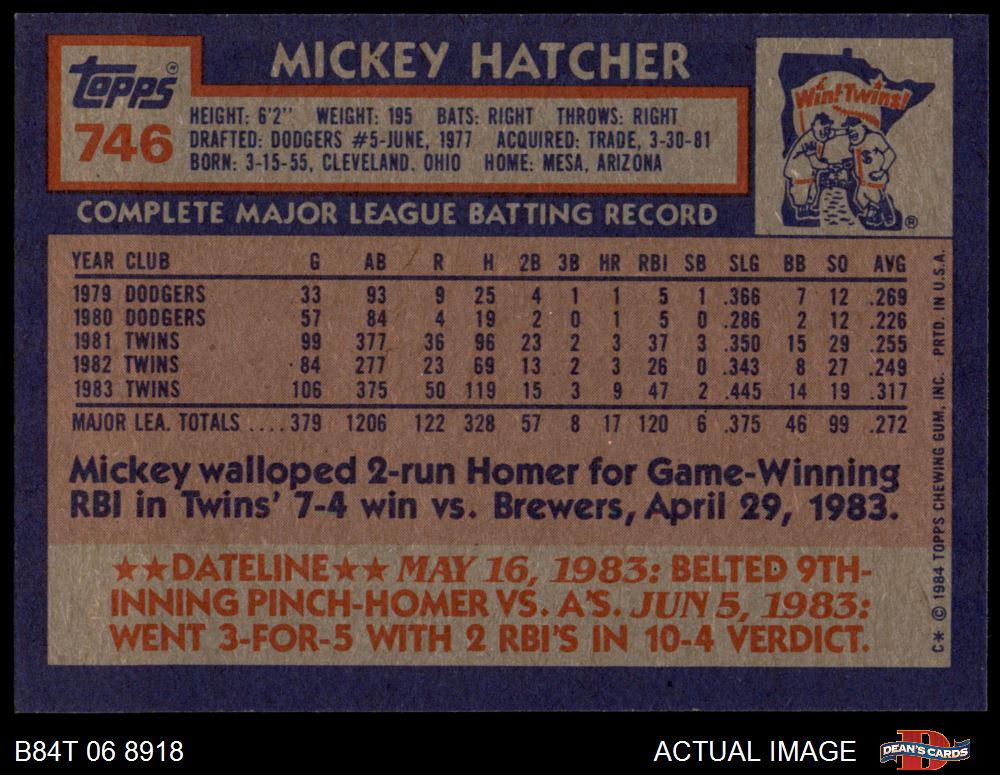 Topps®
746
MICKEY HATCHER
HEIGHT: 6'2'' WEIGHT: 195 BATS: RIGHT THROWS: RIGHT
DRAFTED: DODGERS #5-JUNE, 1977 ACQUIRED: TRADE, 3-30-81
BORN: 3-15-55, CLEVELAND, OHIO HOME: MESA, ARIZONA
Win! Twins!
®
COMPLETE MAJOR LEAGUE BATTING RECORD
YEAR CLUB G AB R H 2B 3B HR RBI SB SLG BB SO AVG
1979 DODGERS 33 93 9 25 4 1 1 5 1 .366 7 12 .269
1980 DODGERS 57 84 4 19 2 0 1 5 0 .286 2 12 .226
1981 TWINS 99 377 36 96 23 2 3 37 3 .350 15 29 .255
1982 TWINS 84 277 23 69 13 2 3 26 0 .343 8 27 .249
1983 TWINS 106 375 50 119 15 3 9 47 2 .445 14 19 .317
MAJOR LEA. TOTALS .... 379 1206 122 328 57 8 17 120 6 .375 46 99 .272
Mickey walloped 2-run Homer for Game-Winning
RBI in Twins' 7-4 win vs. Brewers, April 29, 1983.
★★DATELINE★★ MAY 16, 1983: BELTED 9TH-
INNING PINCH-HOMER VS. A'S. JUN 5, 1983:
WENT 3-FOR-5 WITH 2 RBI'S IN 10-4 VERDICT.
C* © 1984 TOPPS CHEWING GUM, INC. PRTD. IN U.S.A.
B84T 06 8918
ACTUAL IMAGE
DEAN'S CARDS